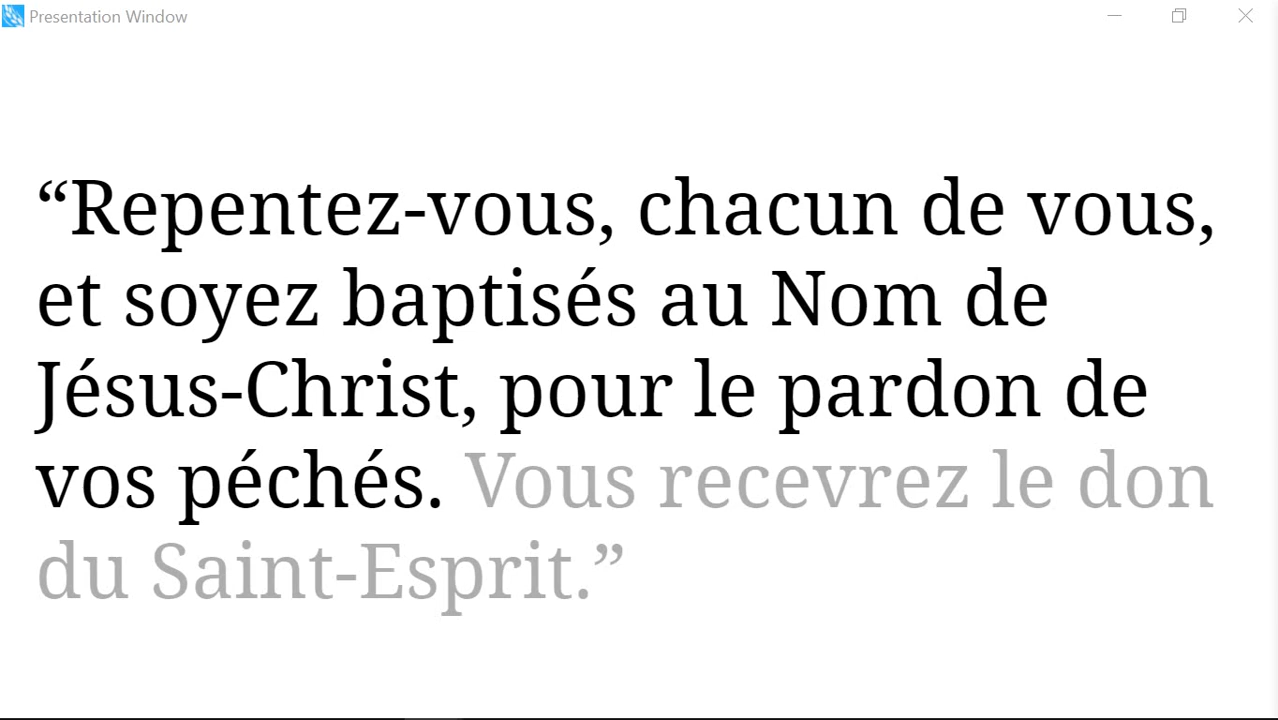 Presentation Window
“Repentez-vous, chacun de vous,
et soyez baptisés au Nom de
Jésus-Christ, pour le pardon de
vos péchés. Vous recevrez le don
du Saint-Esprit.”